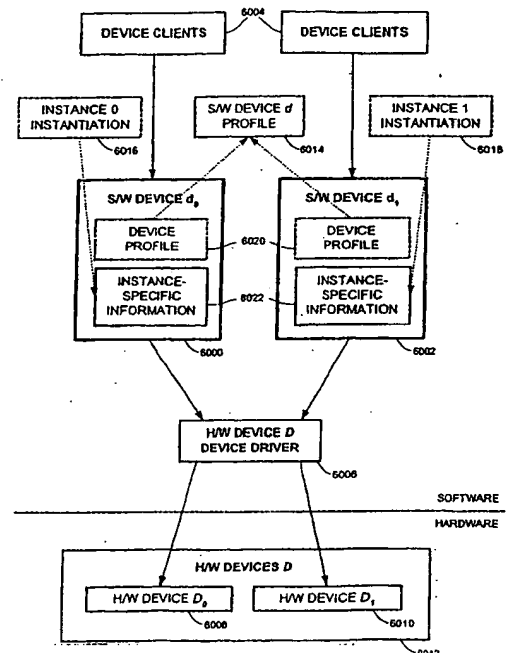 6004
DEVICE CLIENTS
DEVICE CLIENTS
INSTANCE 0
INSTANTIATION
6016
S/W DEVICE d
PROFILE
6014
INSTANCE 1
INSTANTIATION
6018
S/W DEVICE d0
DEVICE
PROFILE
6020
INSTANCE-
SPECIFIC
INFORMATION
6022
6000
S/W DEVICE d1
DEVICE
PROFILE
INSTANCE-
SPECIFIC
INFORMATION
6002
H/W DEVICE D
DEVICE DRIVER
6006
SOFTWARE
HARDWARE
H/W DEVICES D
H/W DEVICE D0
6008
H/W DEVICE D1
6010